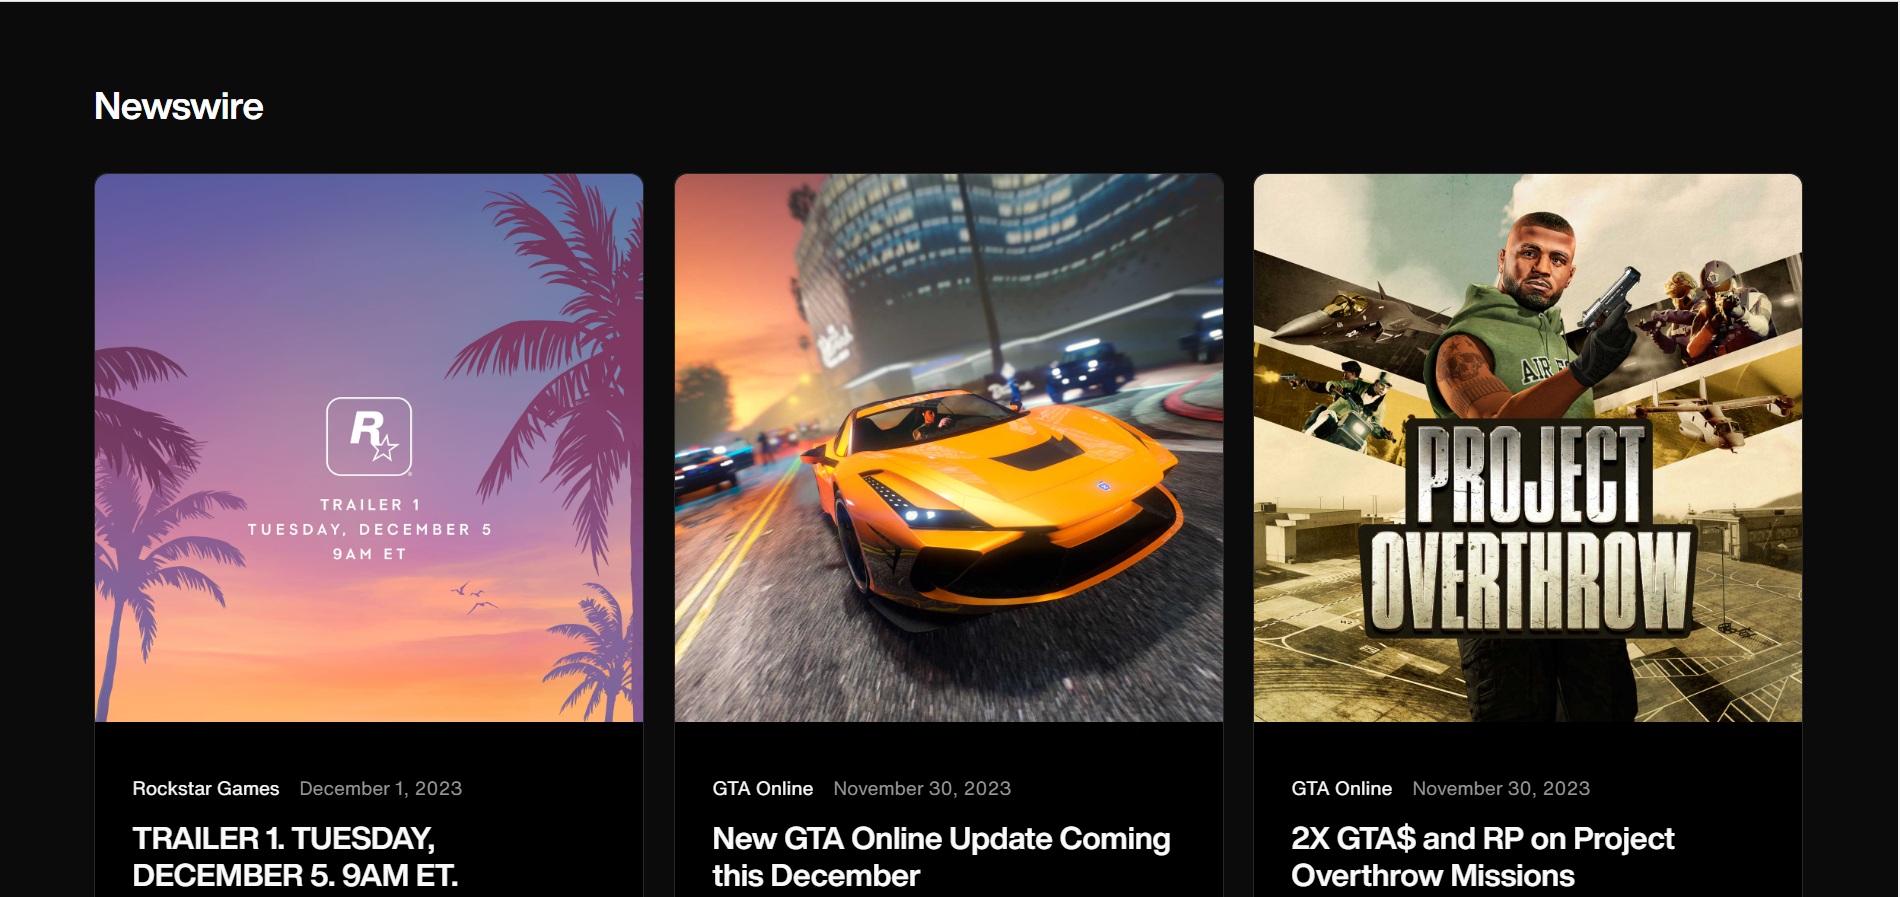 Newswire
R
TRAILER 1
TUESDAY, DECEMBER 5
9AM ET
AIR
PROJECT
OVERTHROW
Rockstar Games December 1, 2023
TRAILER 1. TUESDAY,
DECEMBER 5. 9AM ET.
GTA Online November 30, 2023
New GTA Online Update Coming
this December
GTA Online November 30, 2023
2X GTA$ and RP on Project
Overthrow Missions